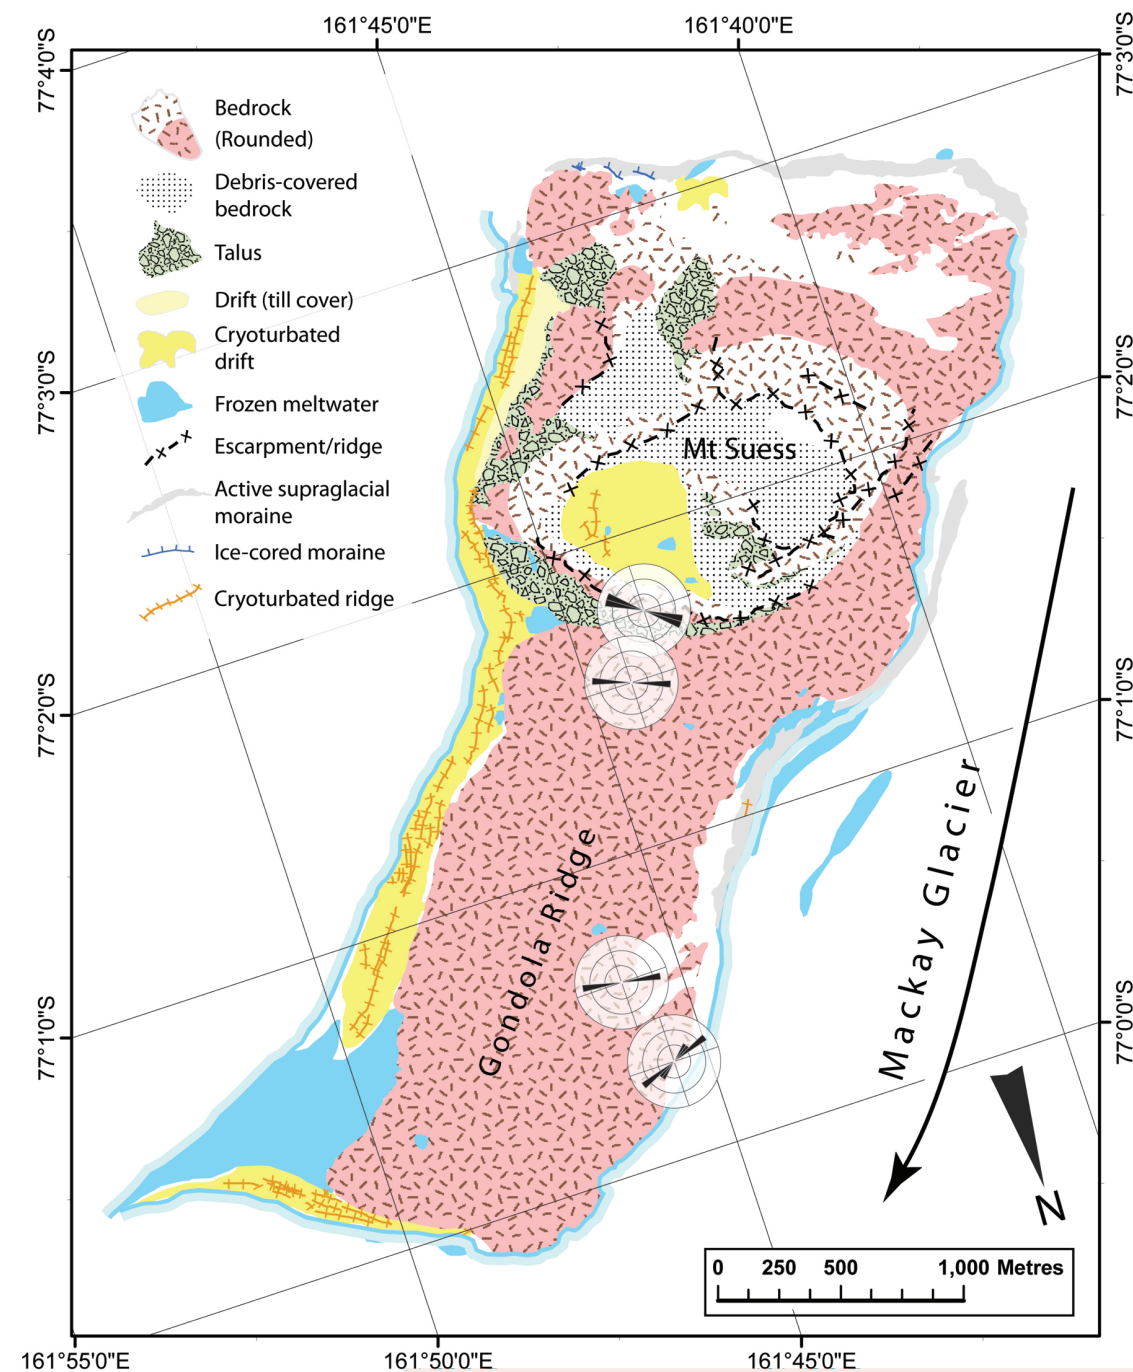 161°45'0"E
161°40'0"E
77°4'0"S
77°3'0"S
77°2'0"S
77°1'0"S
77°3'0"S
77°2'0"S
77°1'0"S
77°0'0"S
Bedrock
(Rounded)
Debris-covered
bedrock
Talus
Drift (till cover)
Cryoturbated
drift
Frozen meltwater
Escarpment/ridge
Active supraglacial
moraine
Ice-cored moraine
Cryoturbated ridge
Mt Suess
Gondola Ridge
Mackay Glacier
N
0 250 500 1,000 Metres
161°55'0"E
161°50'0"E
161°45'0"E